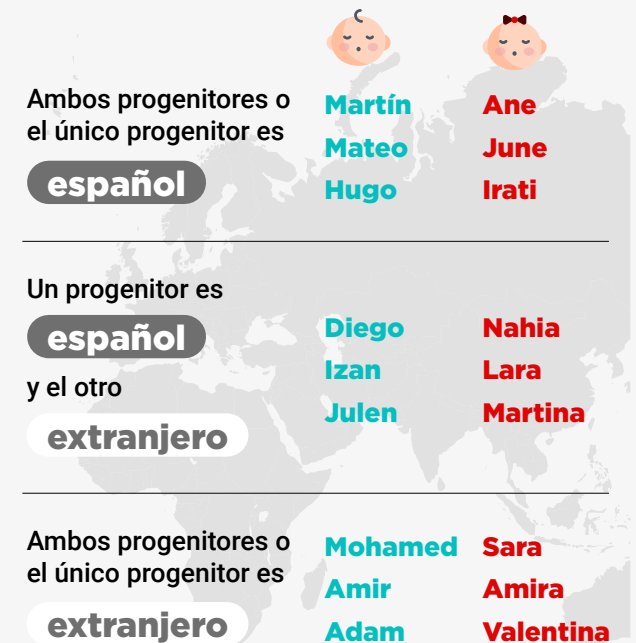 Ambos progenitores o
el único progenitor es
español
Martín
Mateo
Hugo
Ane
June
Irati
Un progenitor es
español
y el otro
extranjero
Diego
Izan
Julen
Nahia
Lara
Martina
Ambos progenitores o
el único progenitor es
extranjero
Mohamed
Amir
Adam
Sara
Amira
Valentina